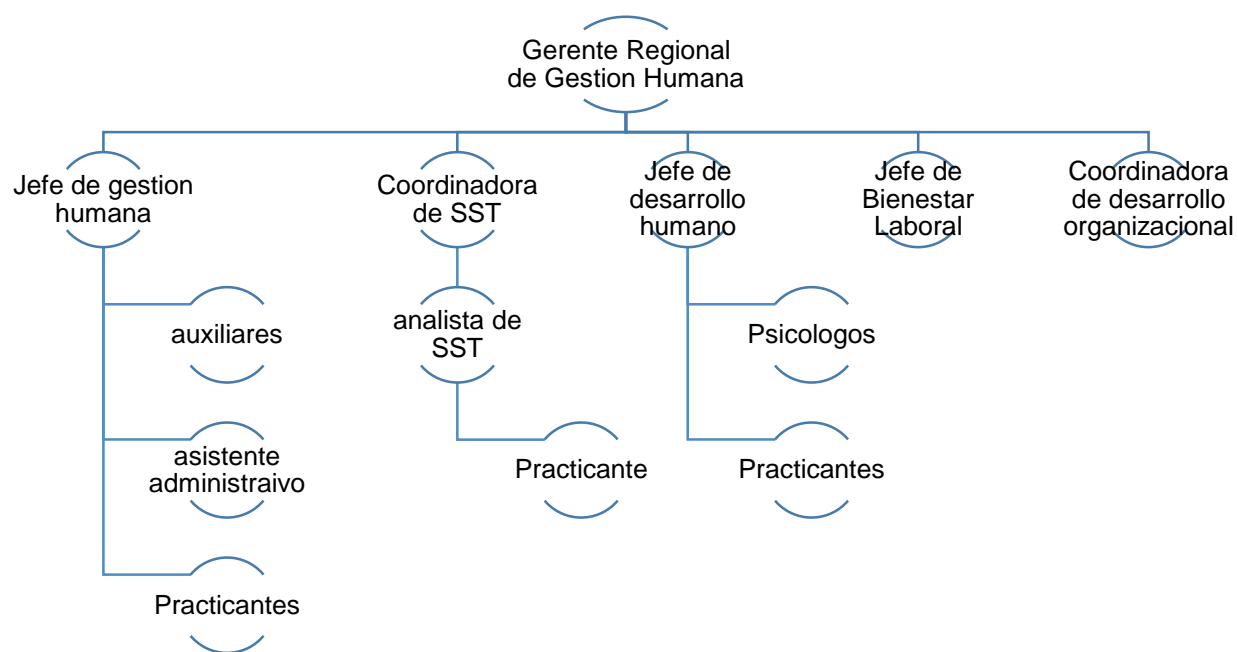 Gerente Regional
de Gestion Humana
Jefe de gestion
humana
Coordinadora
de SST
Jefe de
desarrollo
humano
Jefe de
Bienestar
Laboral
Coordinadora
de desarrollo
organizacional
auxiliares
analista de
SST
Psicologos
asistente
administraivo
Practicante
Practicantes
Practicantes